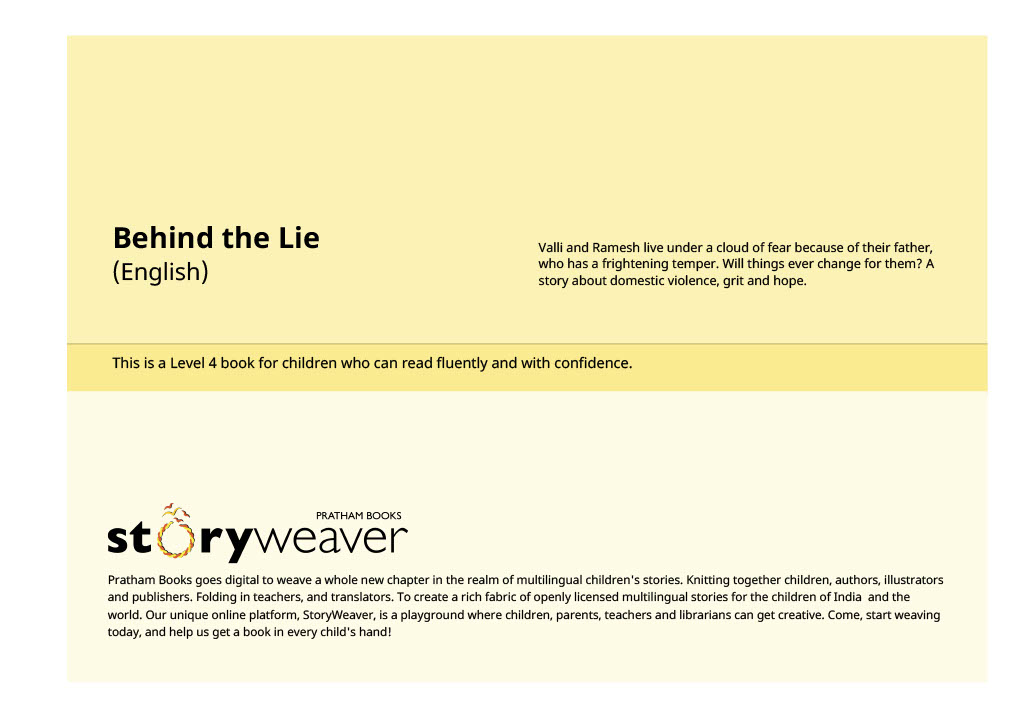 Behind the Lie
(English)
Valli and Ramesh live under a cloud of fear because of their father,
who has a frightening temper. Will things ever change for them? A
story about domestic violence, grit and hope.
This is a Level 4 book for children who can read fluently and with confidence.
PRATHAM BOOKS
storyweaver
Pratham Books goes digital to weave a whole new chapter in the realm of multilingual children's stories. Knitting together children, authors, illustrators
and publishers. Folding in teachers, and translators. To create a rich fabric of openly licensed multilingual stories for the children of India  and the
world. Our unique online platform, StoryWeaver, is a playground where children, parents, teachers and librarians can get creative. Come, start weaving
today, and help us get a book in every child's hand!